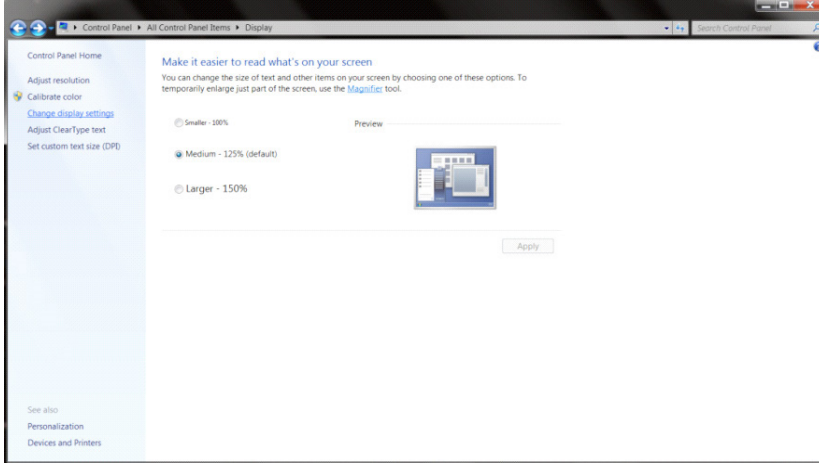 Control Panel ▸ All Control Panel Items ▸ Display
Search Control Panel
Control Panel Home
Adjust resolution
Calibrate color
Change display settings
Adjust ClearType text
Set custom text size (DPI)
See also
Personalization
Devices and Printers
Make it easier to read what's on your screen
You can change the size of text and other items on your screen by choosing one of these options. To
temporarily enlarge just part of the screen, use the Magnifier tool.
Smaller - 100%
Preview
Medium - 125% (default)
Larger - 150%
Apply